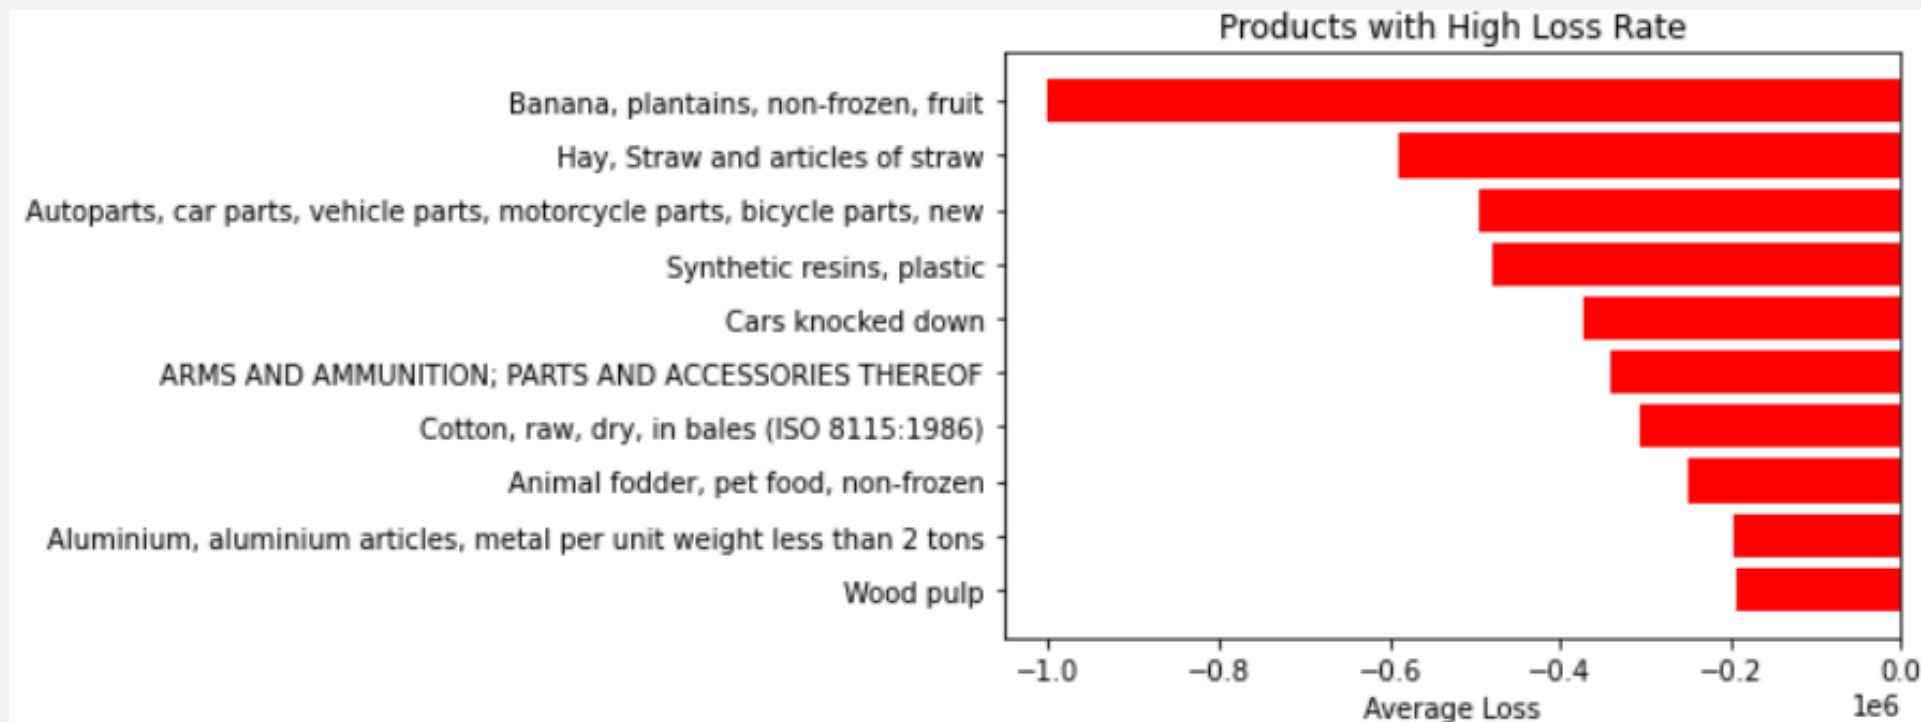 Products with High Loss Rate
Banana, plantains, non-frozen, fruit
Hay, Straw and articles of straw
Autoparts, car parts, vehicle parts, motorcycle parts, bicycle parts, new
Synthetic resins, plastic
Cars knocked down
ARMS AND AMMUNITION; PARTS AND ACCESSORIES THEREOF
Cotton, raw, dry, in bales (ISO 8115:1986)
Animal fodder, pet food, non-frozen
Aluminium, aluminium articles, metal per unit weight less than 2 tons
Wood pulp
−1.0 −0.8 −0.6 −0.4 −0.2 0.0
Average Loss 1e6